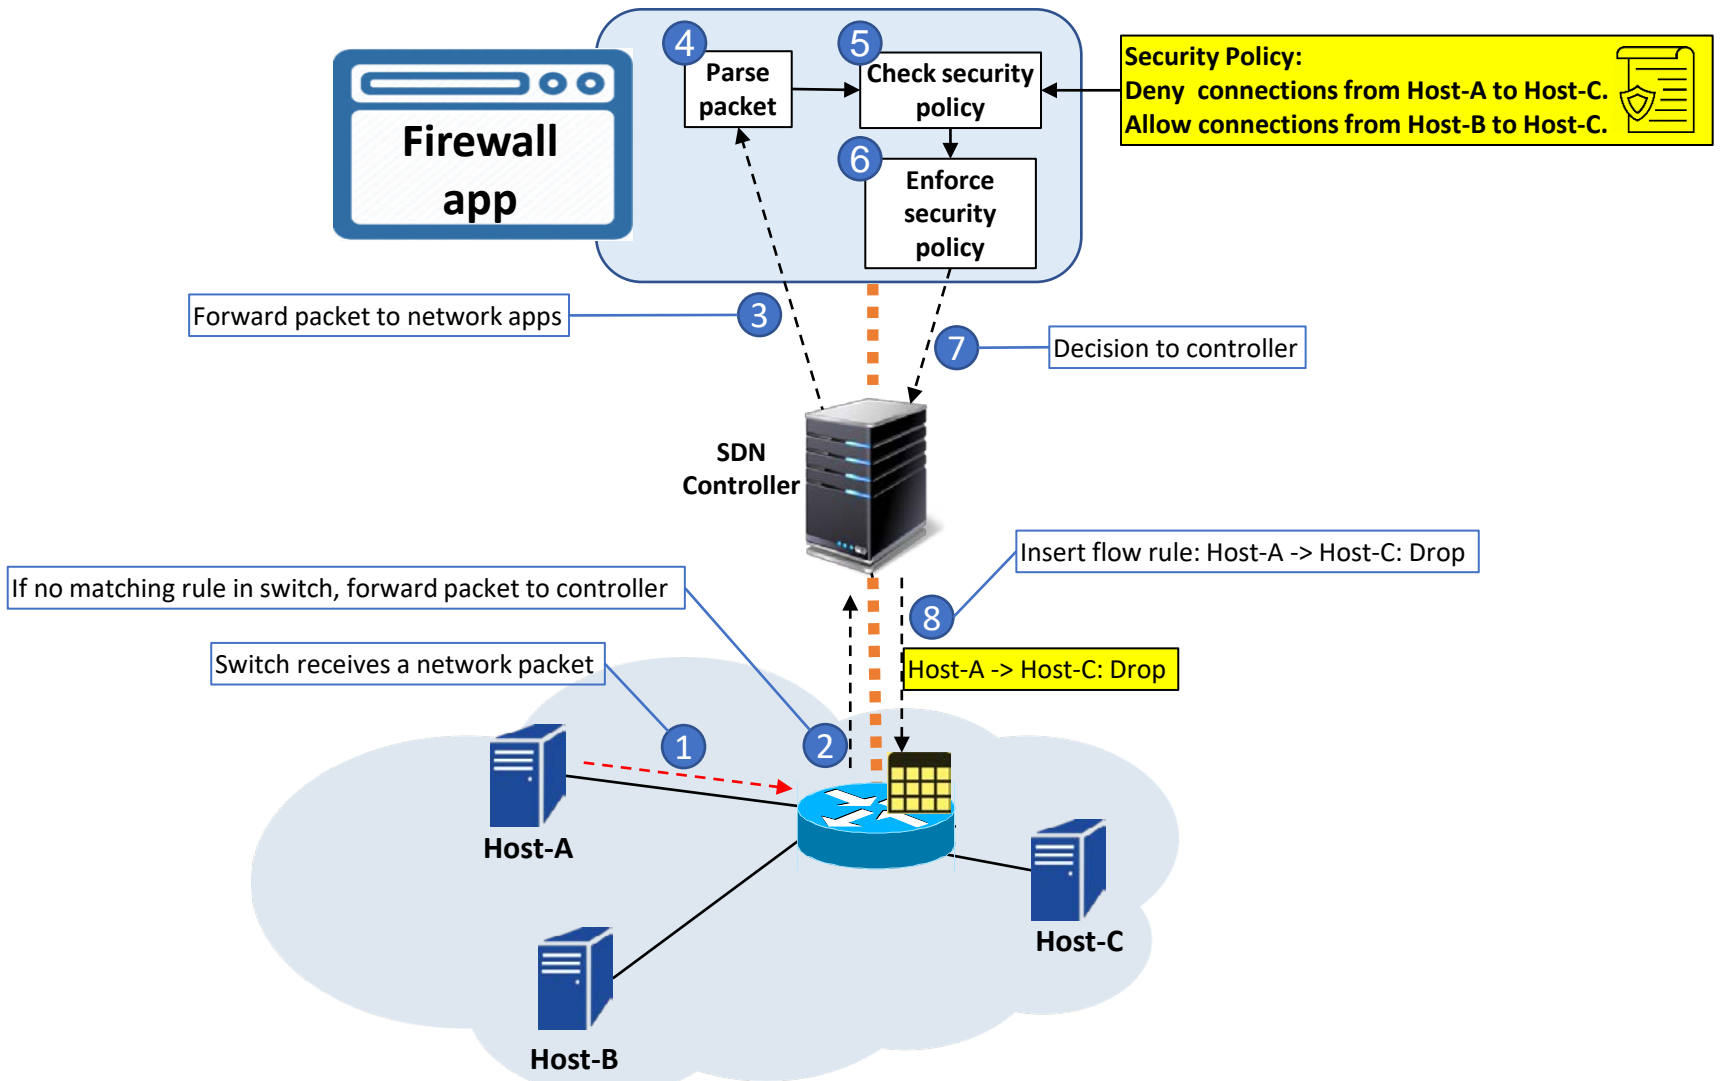 4
5
Parse
packet
Check security
policy
Security Policy:
Deny  connections from Host-A to Host-C.
Allow connections from Host-B to Host-C.
Firewall
app
6
Enforce
security
policy
Forward packet to network apps
3
7
Decision to controller
SDN
Controller
Insert flow rule: Host-A -> Host-C: Drop
If no matching rule in switch, forward packet to controller
8
Switch receives a network packet
Host-A -> Host-C: Drop
1
2
Host-A
Host-C
Host-B